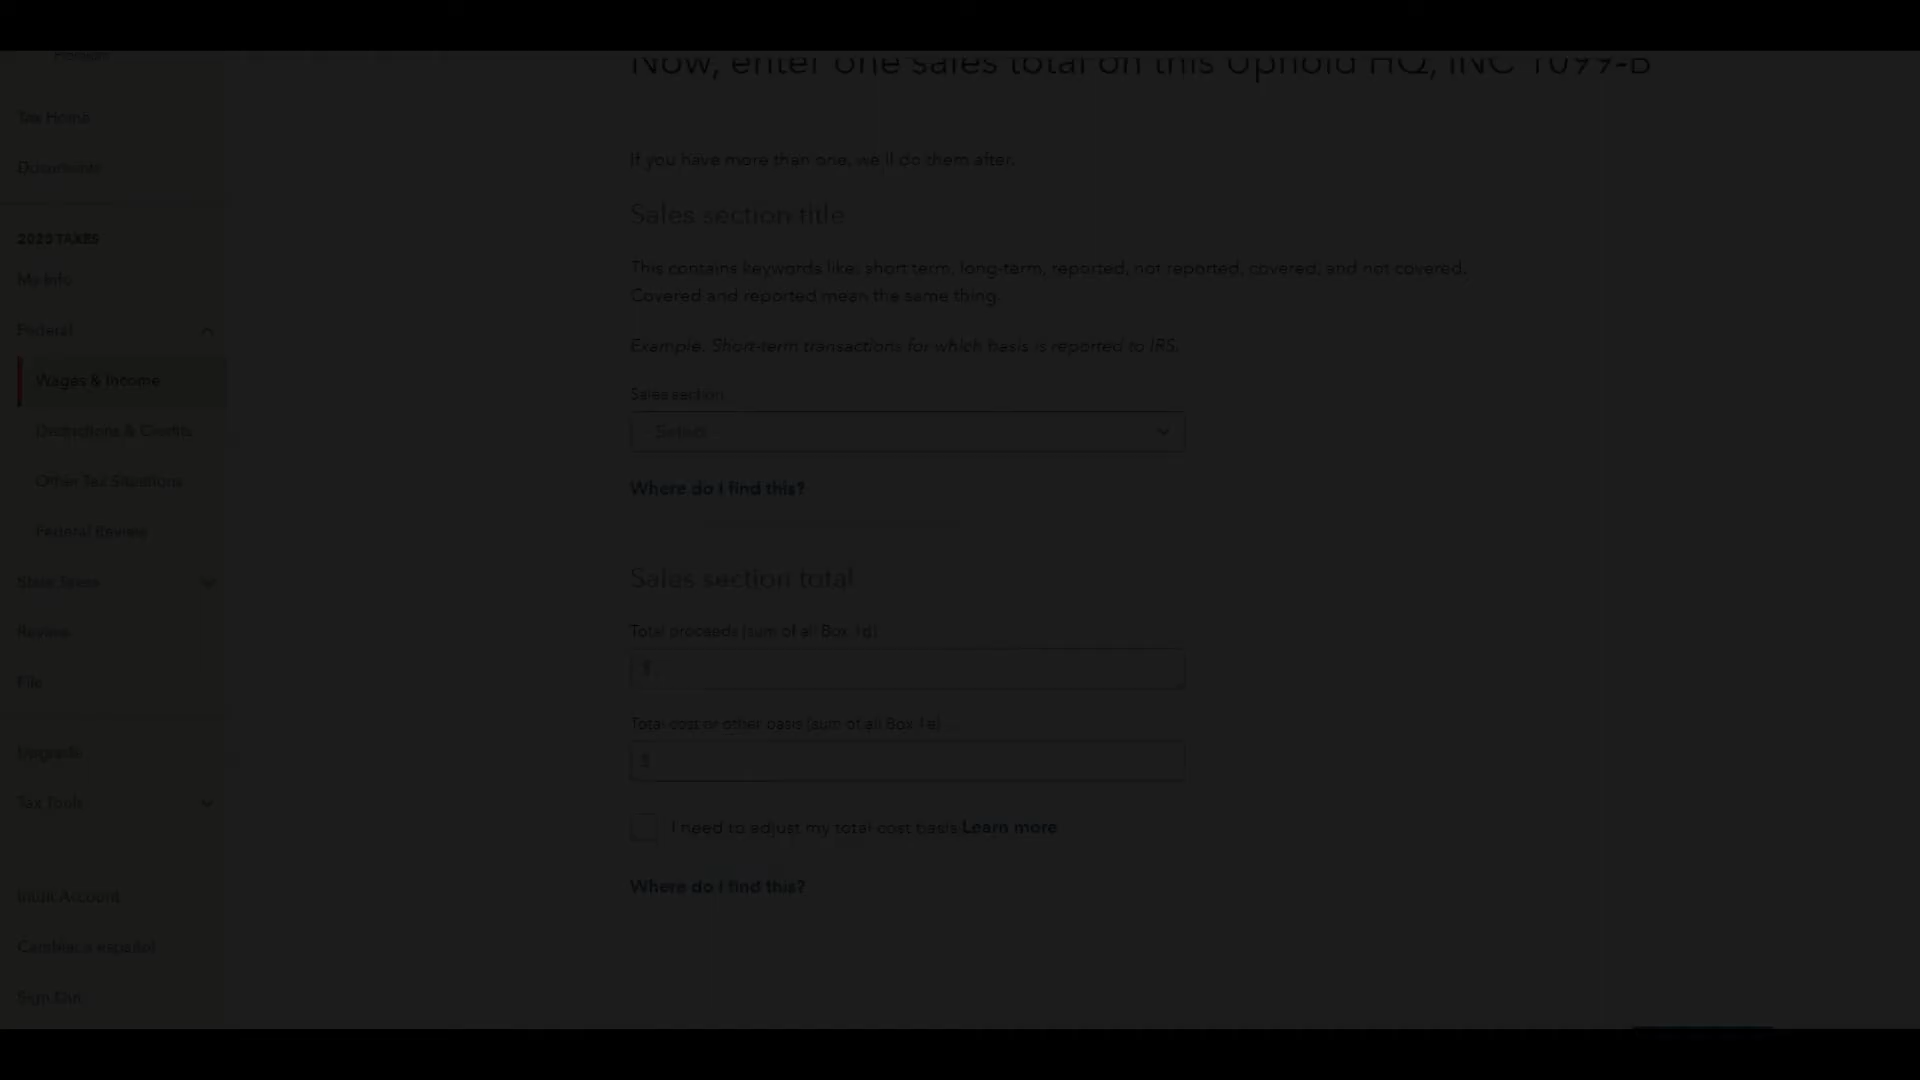 Premium
Tax Home
Documents
2023 TAXES
My Info
Federal
Wages & Income
Deductions & Credits
Other Tax Situations
Federal Review
State Taxes
Review
File
Upgrade
Tax Tools
Intuit Account
Cambiar a español
Sign Out
Now, enter one sales total on this Uphold HQ, INC 1099-B
If you have more than one, we'll do them after.
Sales section title
This contains keywords like: short term, long-term, reported, not reported, covered, and not covered.
Covered and reported mean the same thing.
Example: Short-term transactions for which basis is reported to IRS.
Sales section
Select
Where do I find this?
Sales section total
Total proceeds (sum of all Box 1d)
$
Total cost or other basis (sum of all Box 1e)
$
I need to adjust my total cost basis Learn more
Where do I find this?